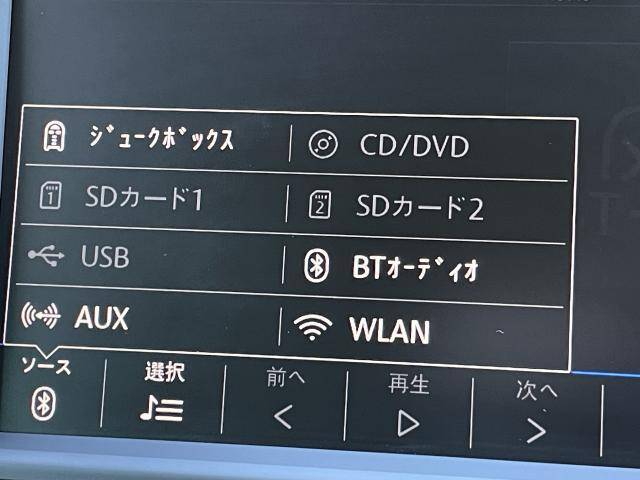 ｼﾞｭｰｸﾎﾞｯｸｽ
CD/DVD
1
SDカード1
2
SDカード2
USB
BTｵｰﾃﾞｨｵ
AUX
WLAN
ソース
選択
前へ
再生
次へ